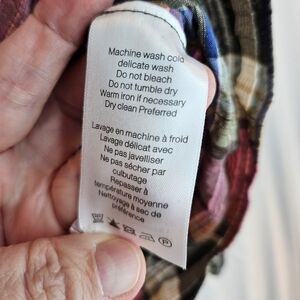 Machine wash cold
delicate wash
Do not bleach
Do not tumble dry
Warm iron if necessary
Dry clean Preferred
Lavage en machine à froid
Lavage délicat avec
Ne pas javelliser
Ne pas sécher par
culbutage
Repasser à
température moyenne
Nettoyage à sac de
préférence
P